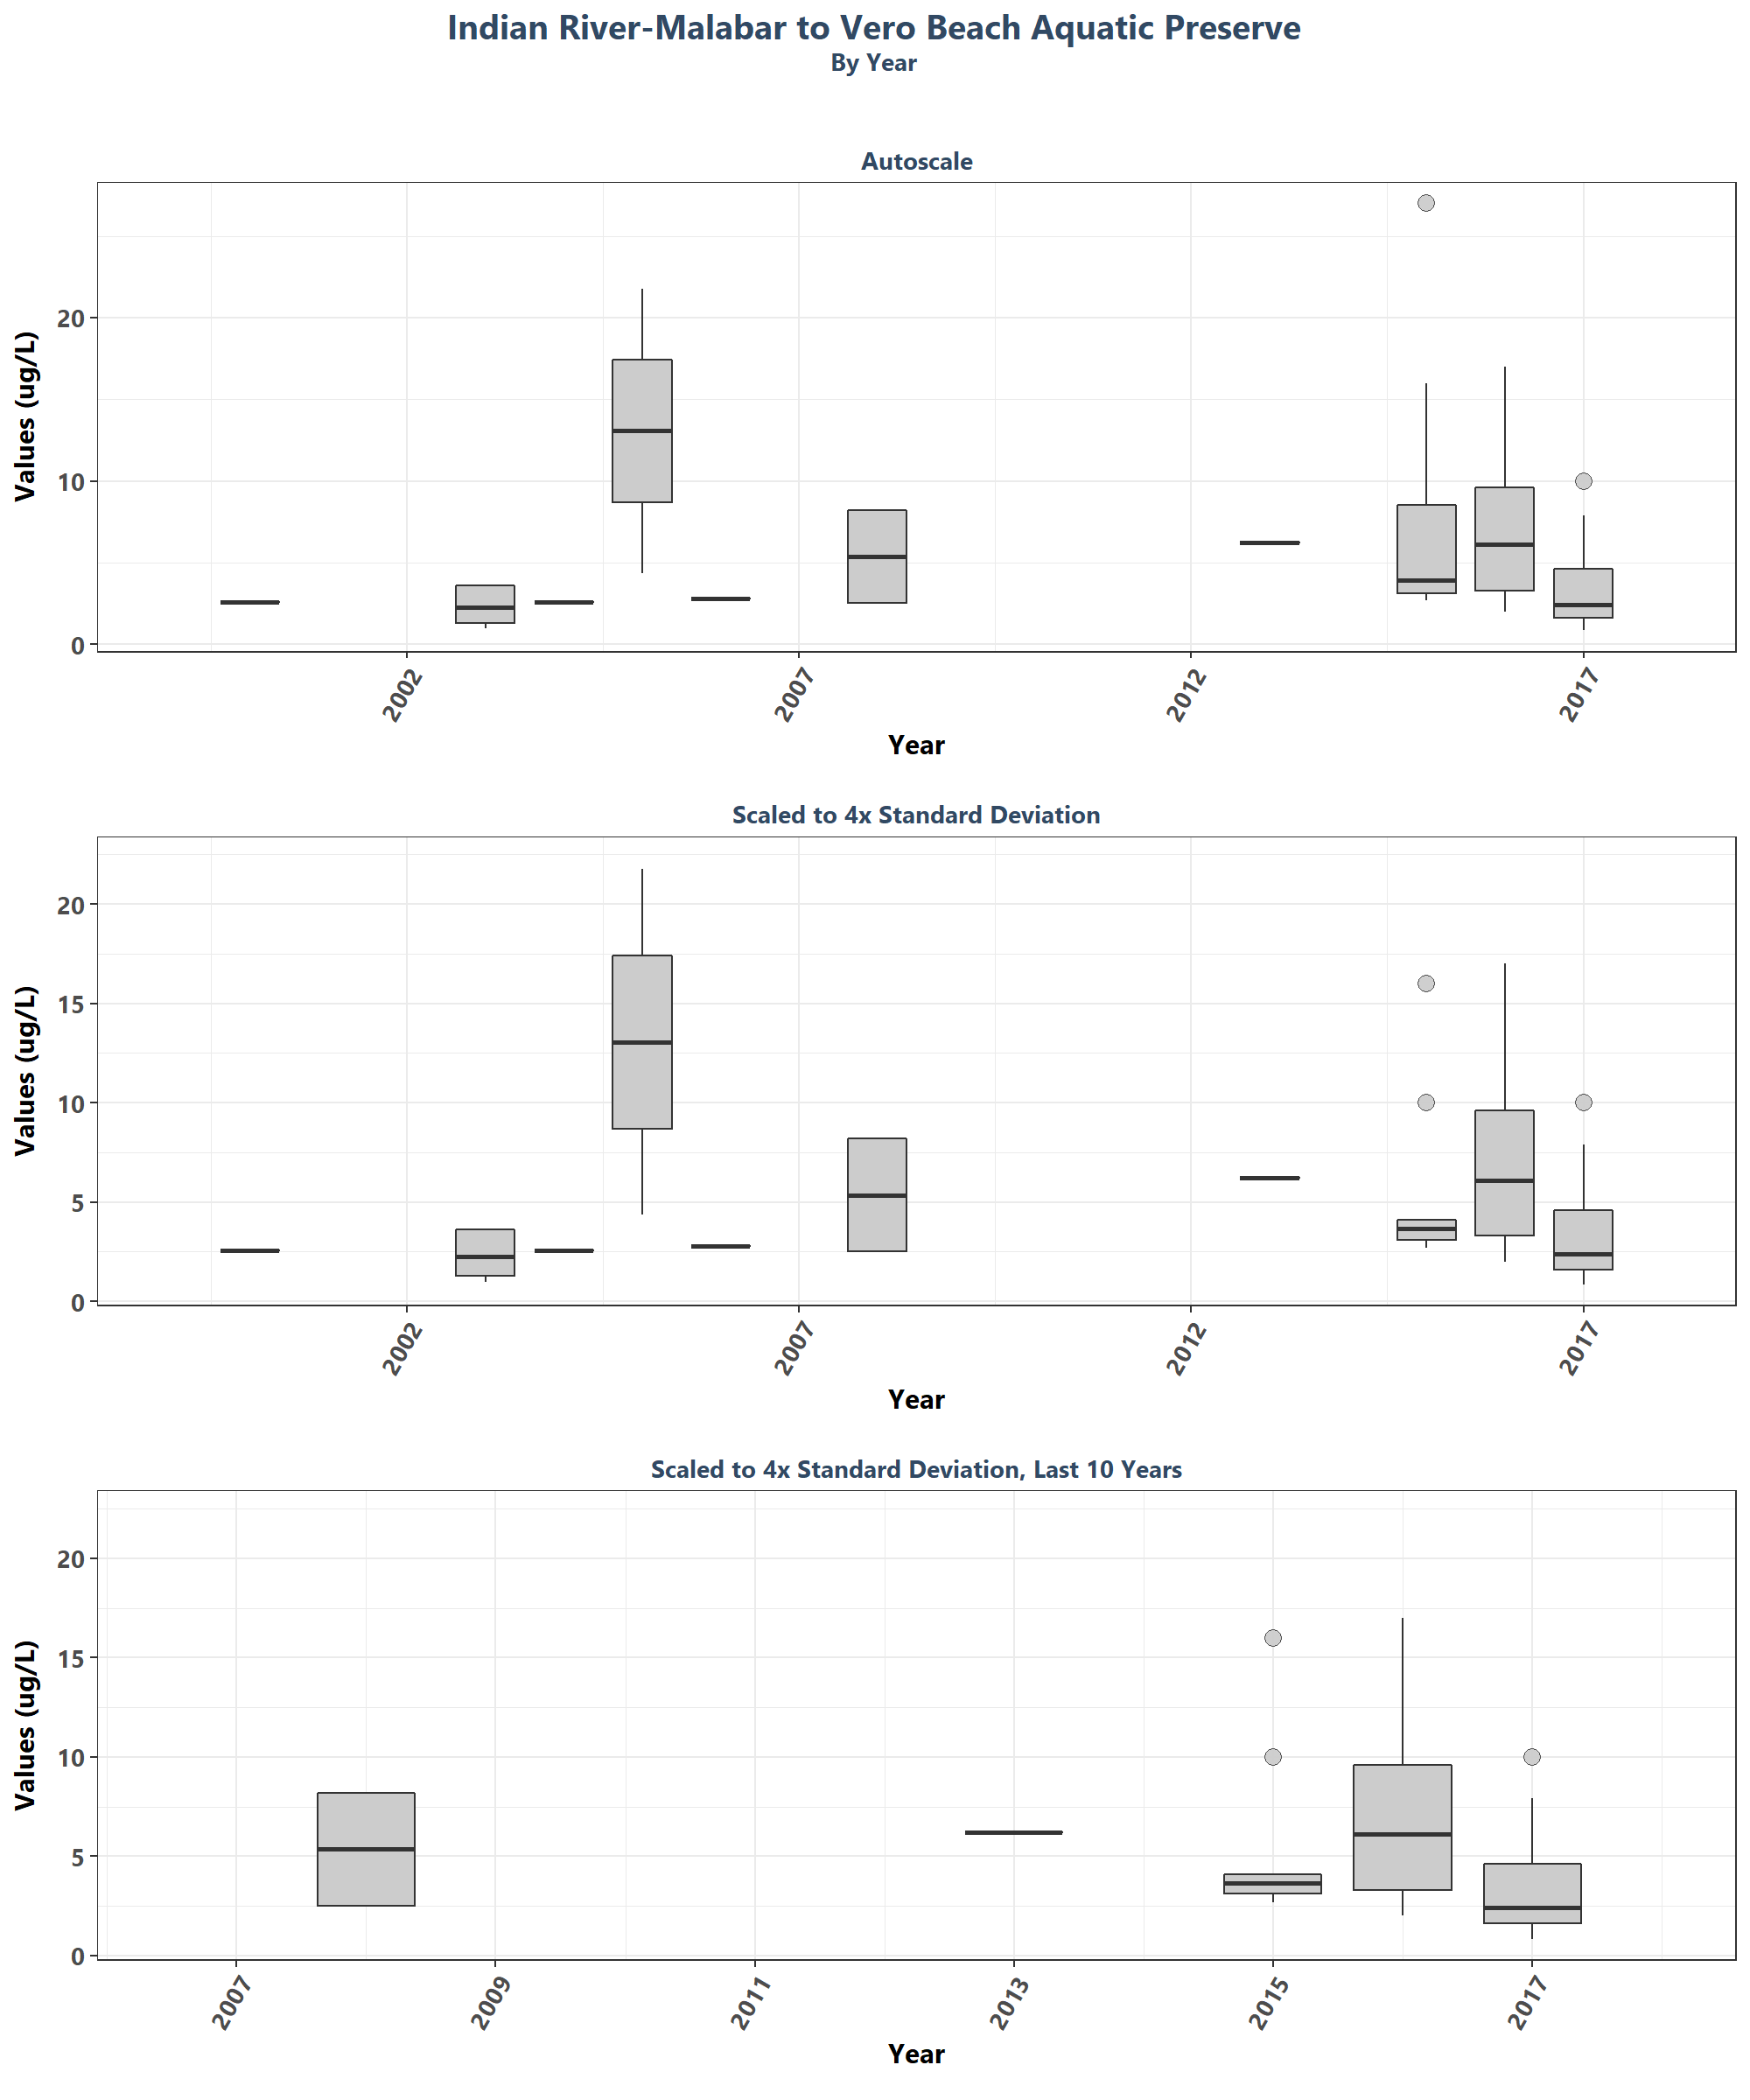 Indian River-Malabar to Vero Beach Aquatic Preserve
By Year
Autoscale
Values (ug/L)
20
10
0
2002
2007
2012
2017
Year
Scaled to 4x Standard Deviation
Values (ug/L)
20
15
10
5
0
2002
2007
2012
2017
Year
Scaled to 4x Standard Deviation, Last 10 Years
Values (ug/L)
20
15
10
5
0
2007
2009
2011
2013
2015
2017
Year